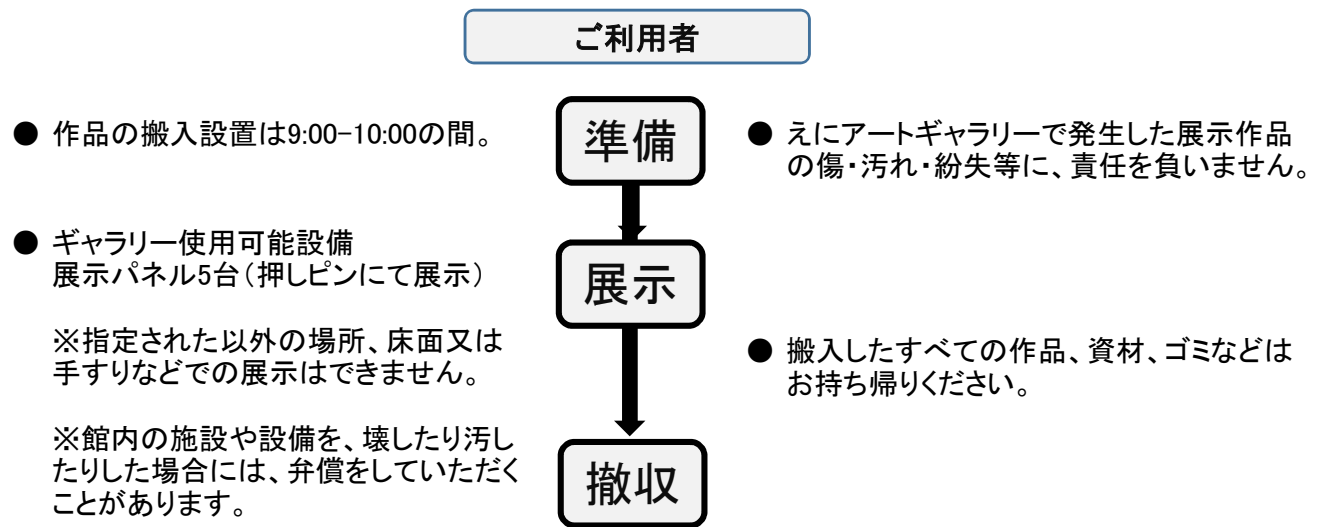 ご利用者
準備
● 作品の搬入設置は9:00-10:00の間。
● えにアートギャラリーで発生した展示作品
の傷・汚れ・紛失等に、責任を負いません。
展示
● ギャラリー使用可能設備
展示パネル5台(押しピンにて展示)
※指定された以外の場所、床面又は
手すりなどでの展示はできません。
※館内の施設や設備を、壊したり汚し
たりした場合には、弁償をしていただく
ことがあります。
● 搬入したすべての作品、資材、ゴミなどは
お持ち帰りください。
撤収